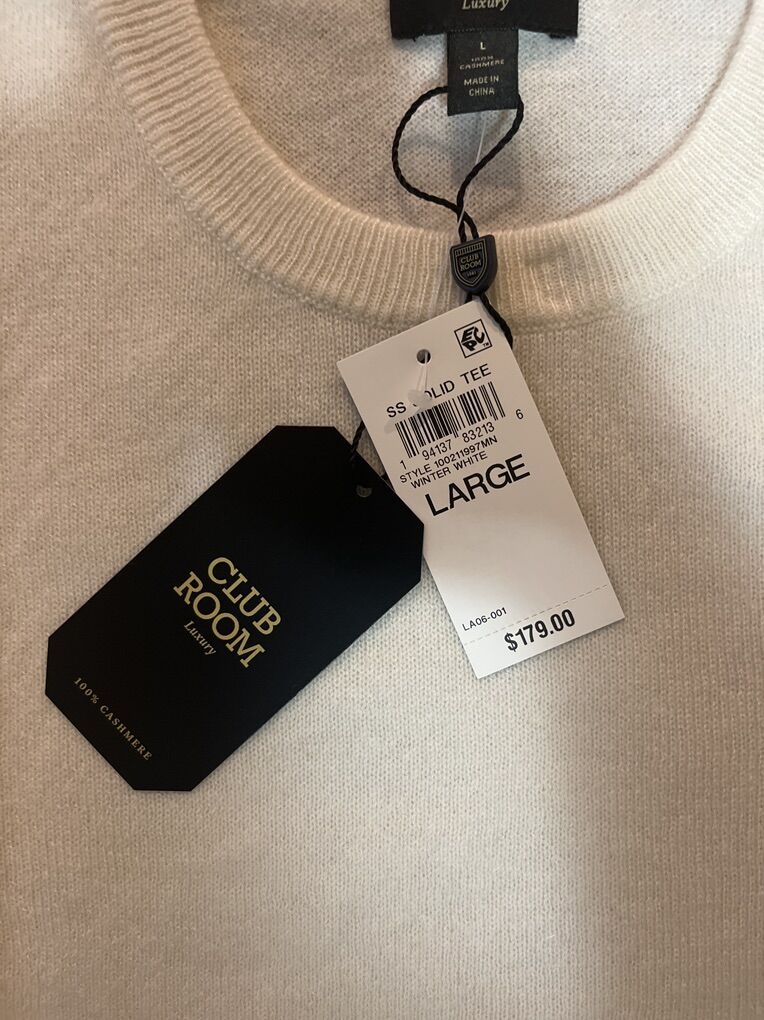 Luxury
L
100%
CASHMERE
MADE IN
CHINA
CLUB
ROOM
SS SOLID TEE
1 94137 83213 6
STYLE 100211997MN
WINTER WHITE
LARGE
LA06-001
$179.00
CLUB
ROOM
Luxury
100% CASHMERE